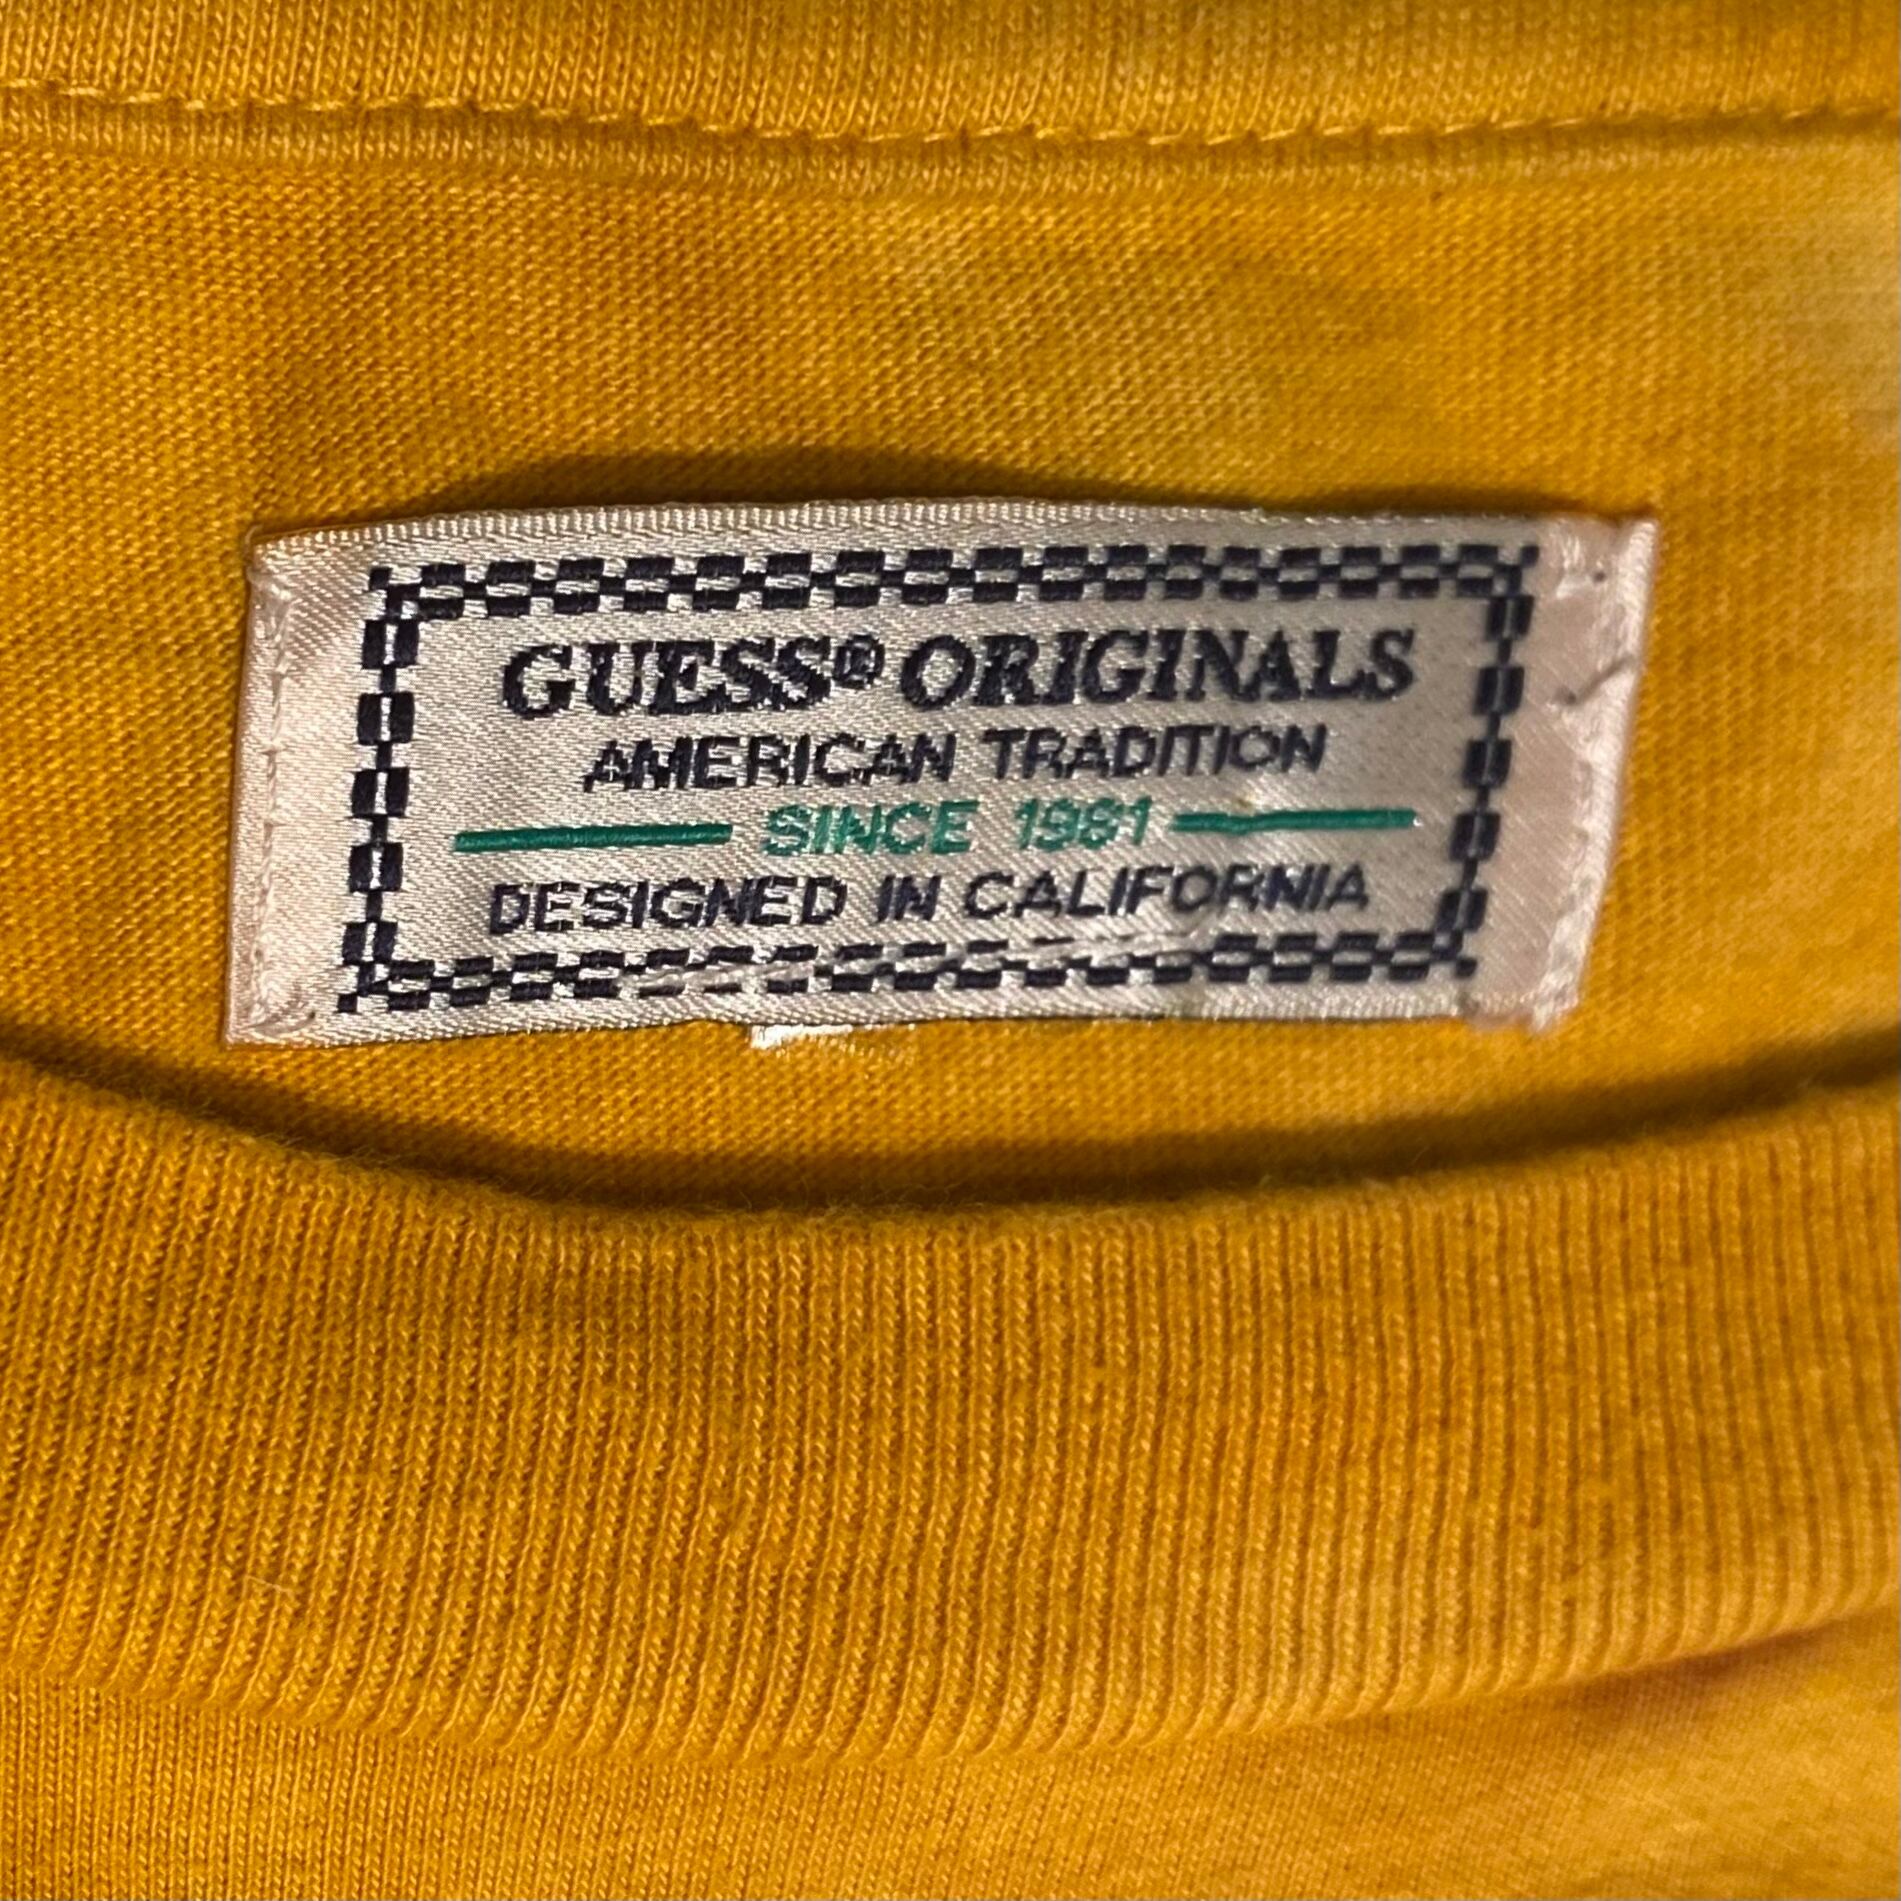 GUESS® ORIGINALS
AMERICAN TRADITION
SINCE 1981
DESIGNED IN CALIFORNIA